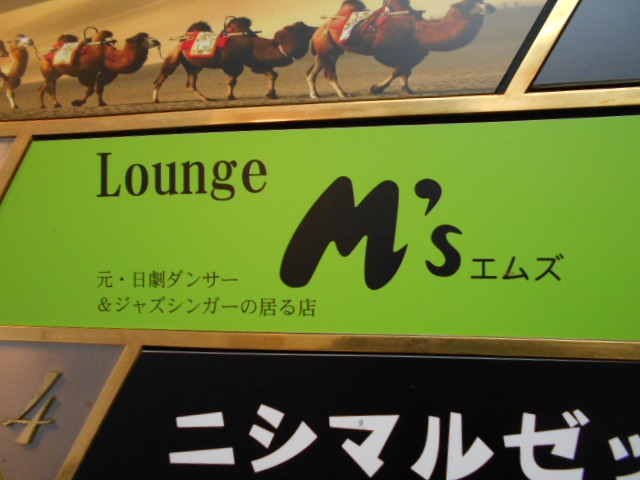 Lounge
M's エムズ
元・日劇ダンサー
&ジャズシンガーの居る店
4
ニシマルゼッ